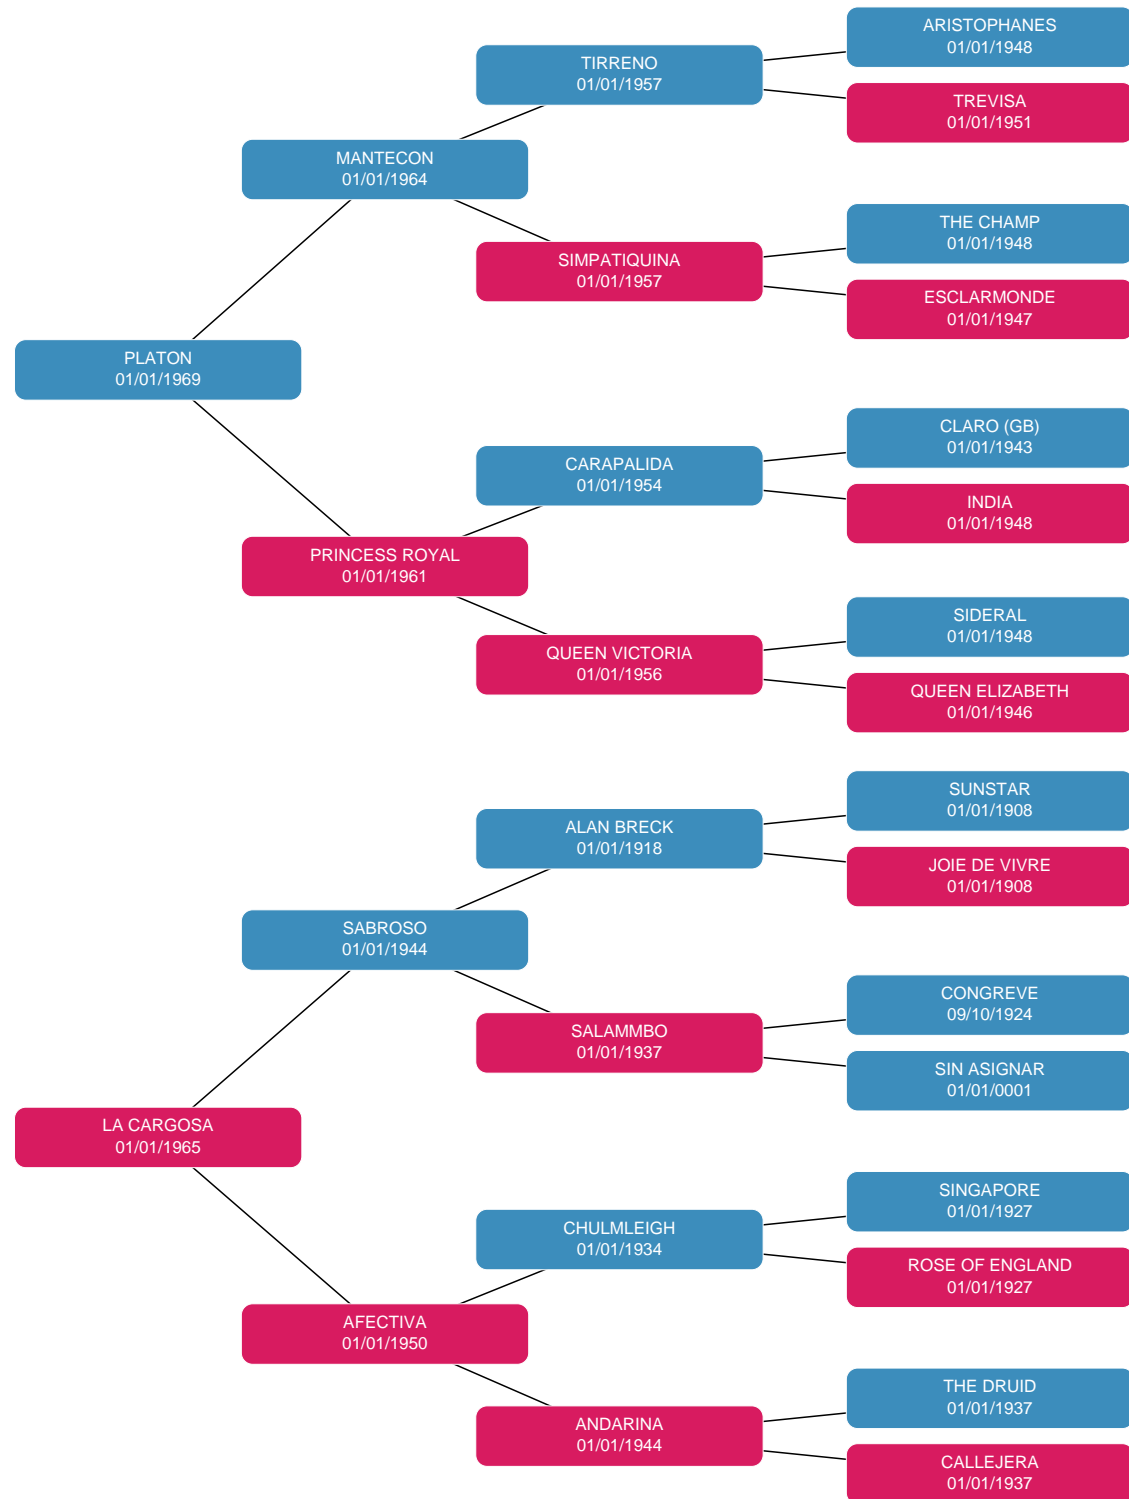 ARISTOPHANES
01/01/1948
TIRRENO
01/01/1957
TREVISA
01/01/1951
MANTECON
01/01/1964
THE CHAMP
01/01/1948
SIMPATIQUINA
01/01/1957
ESCLARMONDE
01/01/1947
PLATON
01/01/1969
CLARO (GB)
01/01/1943
CARAPALIDA
01/01/1954
INDIA
01/01/1948
PRINCESS ROYAL
01/01/1961
SIDERAL
01/01/1948
QUEEN VICTORIA
01/01/1956
QUEEN ELIZABETH
01/01/1946
SUNSTAR
01/01/1908
ALAN BRECK
01/01/1918
JOIE DE VIVRE
01/01/1908
SABROSO
01/01/1944
CONGREVE
09/10/1924
SALAMMBO
01/01/1937
SIN ASIGNAR
01/01/0001
LA CARGOSA
01/01/1965
SINGAPORE
01/01/1927
CHULMLEIGH
01/01/1934
ROSE OF ENGLAND
01/01/1927
AFECTIVA
01/01/1950
THE DRUID
01/01/1937
ANDARINA
01/01/1944
CALLEJERA
01/01/1937